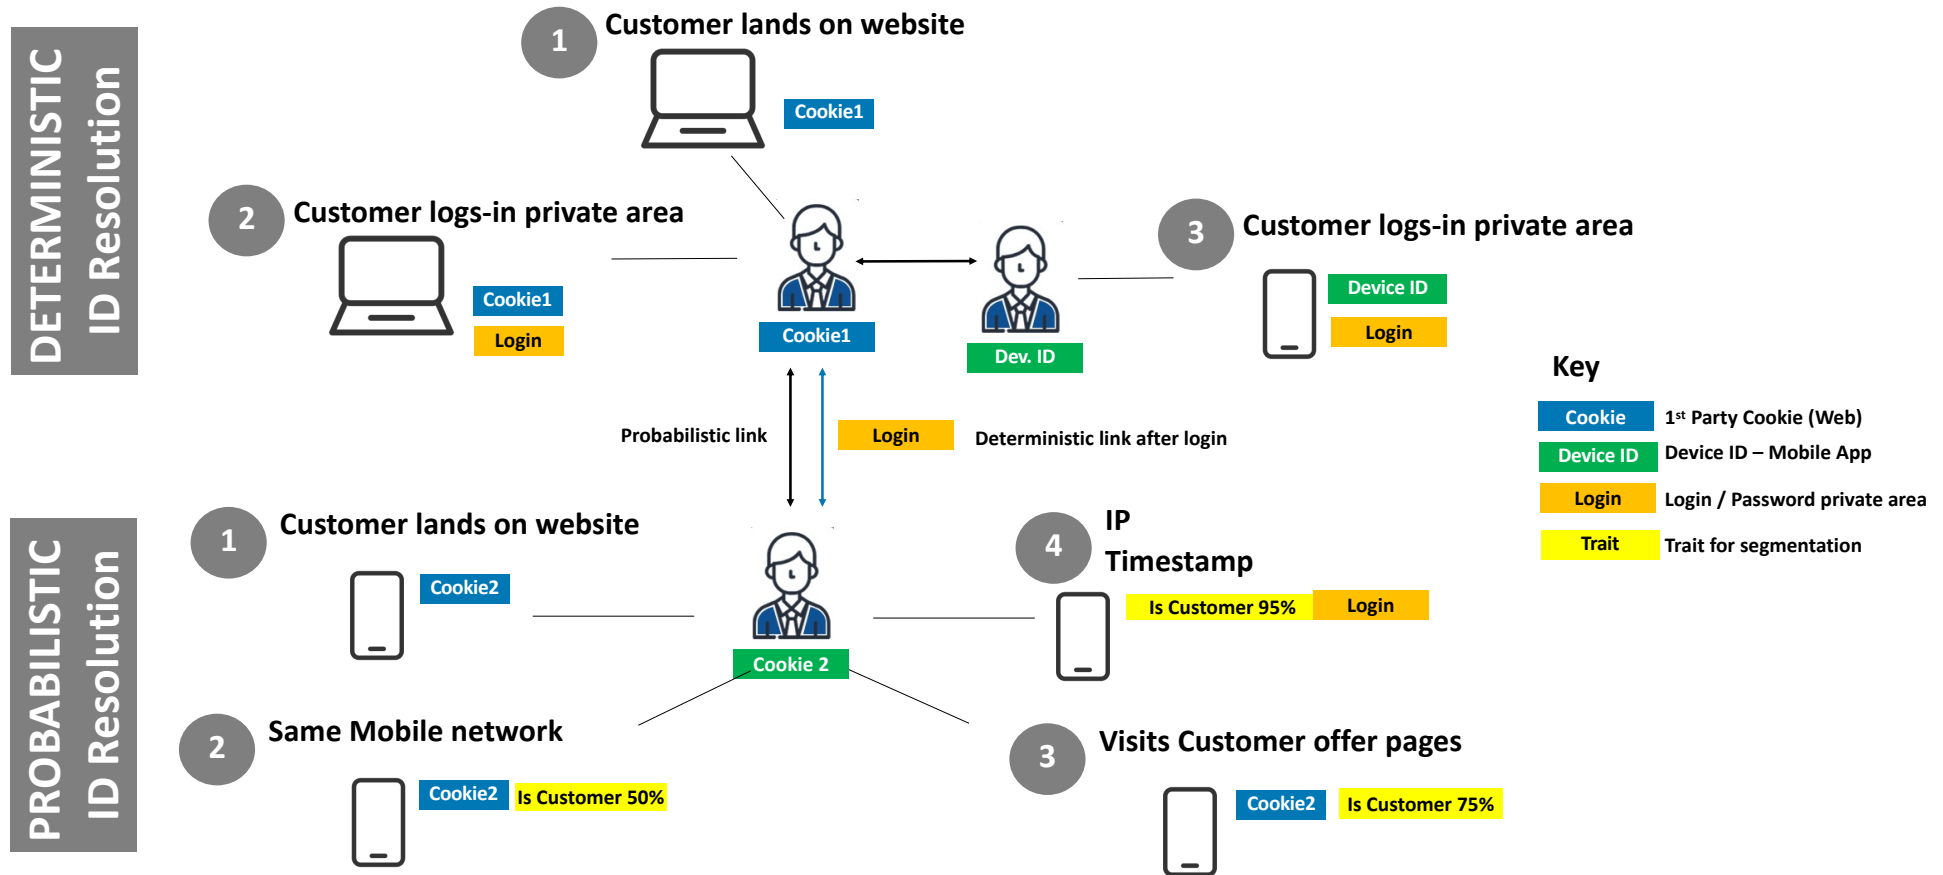 DETERMINISTIC
ID Resolution
1
Customer lands on website
Cookie1
2
Customer logs-in private area
Cookie1
Login
Cookie1
Dev. ID
3
Customer logs-in private area
Device ID
Login
Key
Cookie
1st Party Cookie (Web)
Device ID
Device ID – Mobile App
Login
Login / Password private area
Trait
Trait for segmentation
Probabilistic link
Login
Deterministic link after login
PROBABILISTIC
ID Resolution
1
Customer lands on website
Cookie2
Cookie 2
4
IP
Timestamp
Is Customer 95%
Login
2
Same Mobile network
Cookie2
Is Customer 50%
3
Visits Customer offer pages
Cookie2
Is Customer 75%